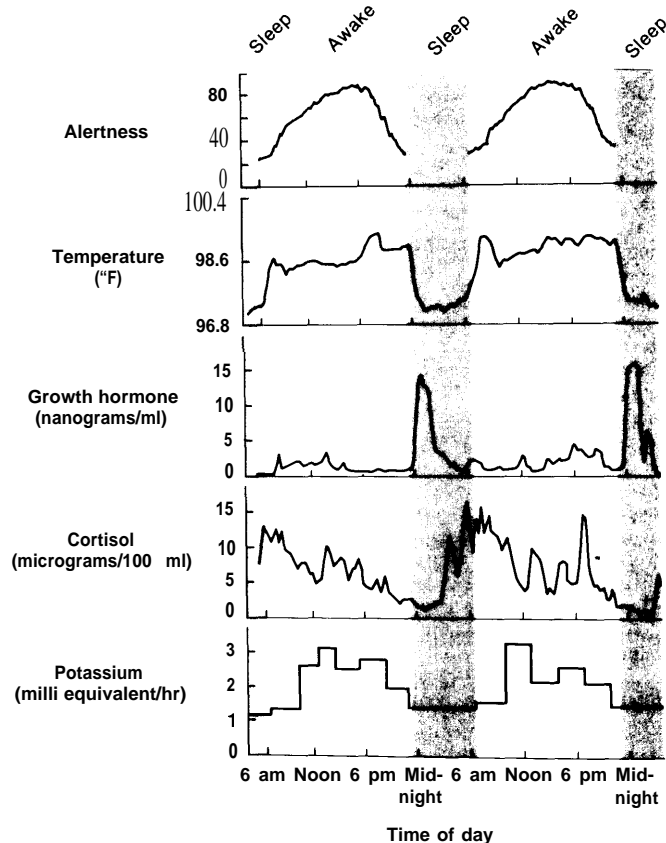 Sleep Awake Sleep Awake Sleep
Alertness
80
40
0
Temperature
(“F)
100.4
98.6
96.8
Growth hormone
(nanograms/ml)
15
10
5
0
Cortisol
(micrograms/100 ml)
15
10
5
0
Potassium
(milli equivalent/hr)
3
2
1
0
6 am Noon 6 pm Mid- 6 am Noon 6 pm Mid-
night night
Time of day